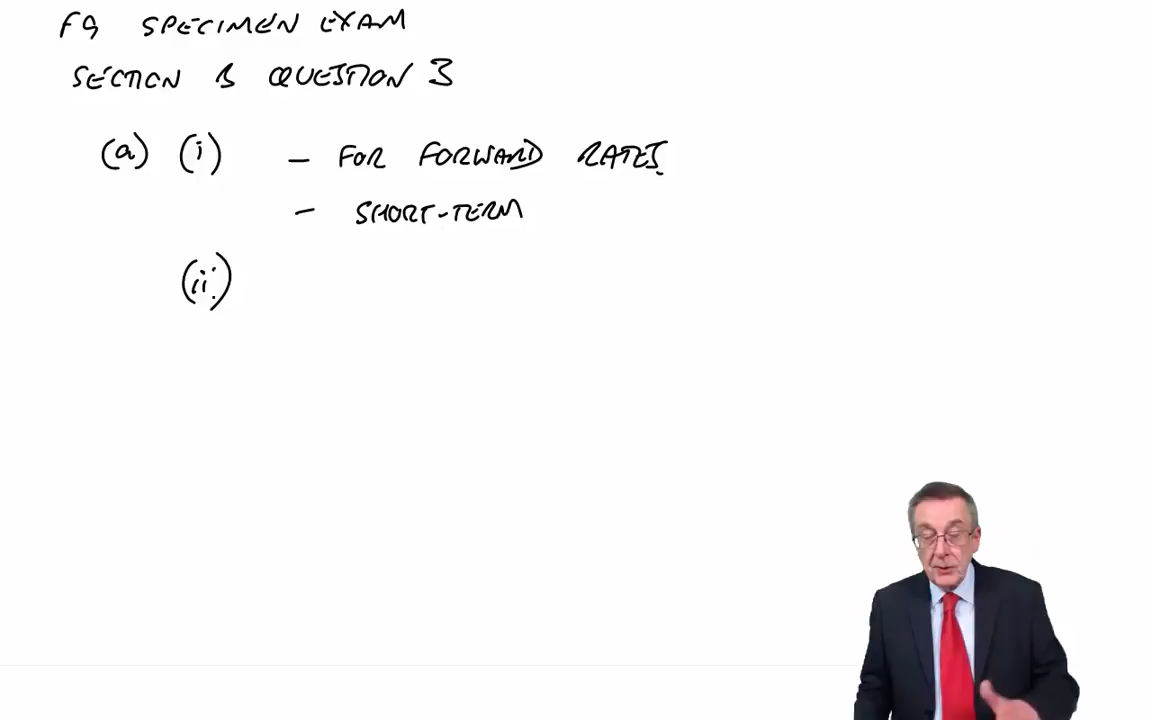 F9 SPECIMEN EXAM
SECTION B QUESTION 3
(a) (i) - FOR FORWARD RATES
- SHORT-TERM
(ii)